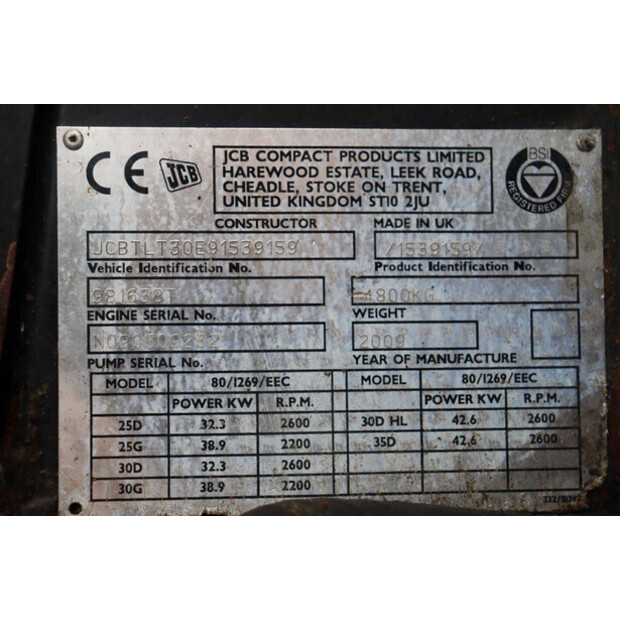 CE JCB
JCB COMPACT PRODUCTS LIMITED
HAREWOOD ESTATE, LEEK ROAD,
CHEADLE, STOKE ON TRENT,
UNITED KINGDOM ST10 2JU
BSI
REGISTERED FIRM
CONSTRUCTOR MADE IN UK
JCBTLT30E91539159 /1539159/
Vehicle Identification No. Product Identification No.
981638T 4800KG
ENGINE SERIAL No. WEIGHT
2009
PUMP SERIAL No. YEAR OF MANUFACTURE
MODEL 80/1269/EEC MODEL 80/1269/EEC
POWER KW R.P.M. POWER KW R.P.M.
25D 32.3 2600 30D HL 42.6 2600
25G 38.9 2200 35D 42.6 2600
30D 32.3 2600
30G 38.9 2200